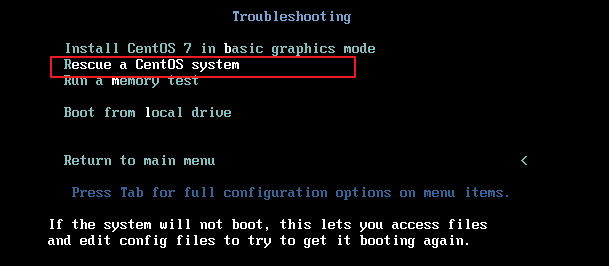 Troubleshooting
Install CentOS 7 in basic graphics mode
Rescue a CentOS system
Run a memory test
Boot from local drive
Return to main menu <
Press Tab for full configuration options on menu items.
If the system will not boot, this lets you access files
and edit config files to try to get it booting again.